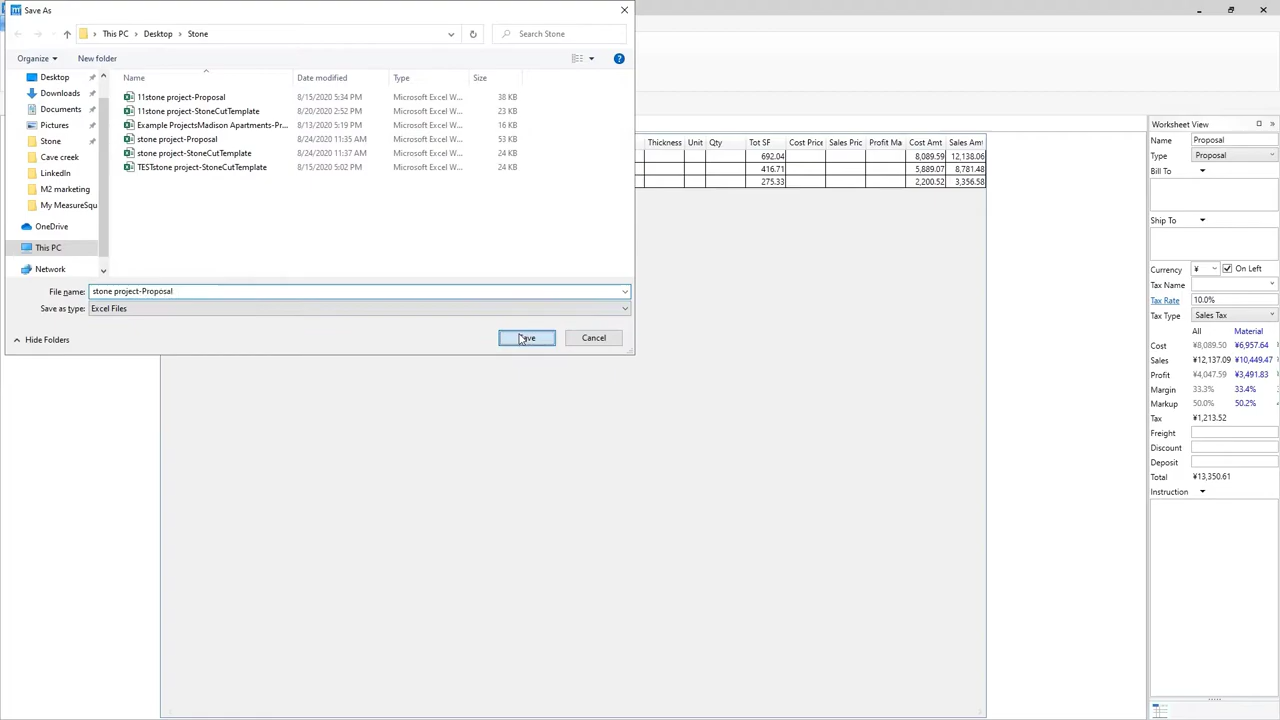 Save As
This PC > Desktop > Stone
Search Stone
Organize
New folder
Name Date modified Type Size
Desktop
Downloads
Documents
Pictures
Stone
Cave creek
LinkedIn
M2 marketing
My MeasureSqu
OneDrive
This PC
Network
11stone project-Proposal 8/15/2020 5:34 PM Microsoft Excel W... 38 KB
11stone project-StoneCutTemplate 8/20/2020 2:52 PM Microsoft Excel W... 23 KB
Example ProjectsMadison Apartments-Pr... 8/13/2020 5:19 PM Microsoft Excel W... 16 KB
stone project-Proposal 8/24/2020 11:35 AM Microsoft Excel W... 53 KB
stone project-StoneCutTemplate 8/24/2020 11:37 AM Microsoft Excel W... 24 KB
TESTstone project-StoneCutTemplate 8/15/2020 5:02 PM Microsoft Excel W... 24 KB
File name: stone project-Proposal
Save as type: Excel Files
Hide Folders
Cancel
Thickness Unit Qty Tot SF Cost Price Sales Pric Profit Ma Cost Amt Sales Amt
692.04 8,089.59 12,138.06
416.71 5,889.07 8,781.48
275.33 2,200.52 3,356.58
Worksheet View
Name Proposal
Type Proposal
Bill To
Ship To
Currency ¥ On Left
Tax Name
Tax Rate 10.0%
Tax Type Sales Tax
All Material
Cost ¥8,089.50 ¥6,957.64
Sales ¥12,137.09 ¥10,449.47
Profit ¥4,047.59 ¥3,491.83
Margin 33.3% 33.4%
Markup 50.0% 50.2%
Tax ¥1,213.52
Freight
Discount
Deposit
Total ¥13,350.61
Instruction